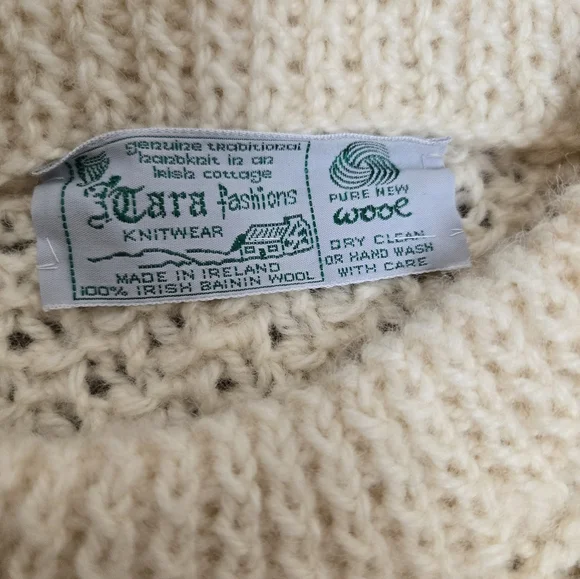 genuine traditional
handknit in an
irish cottage
Tara fashions
KNITWEAR
MADE IN IRELAND
100% IRISH BAININ WOOL
PURE NEW
wool
DRY CLEAN
OR HAND WASH
WITH CARE